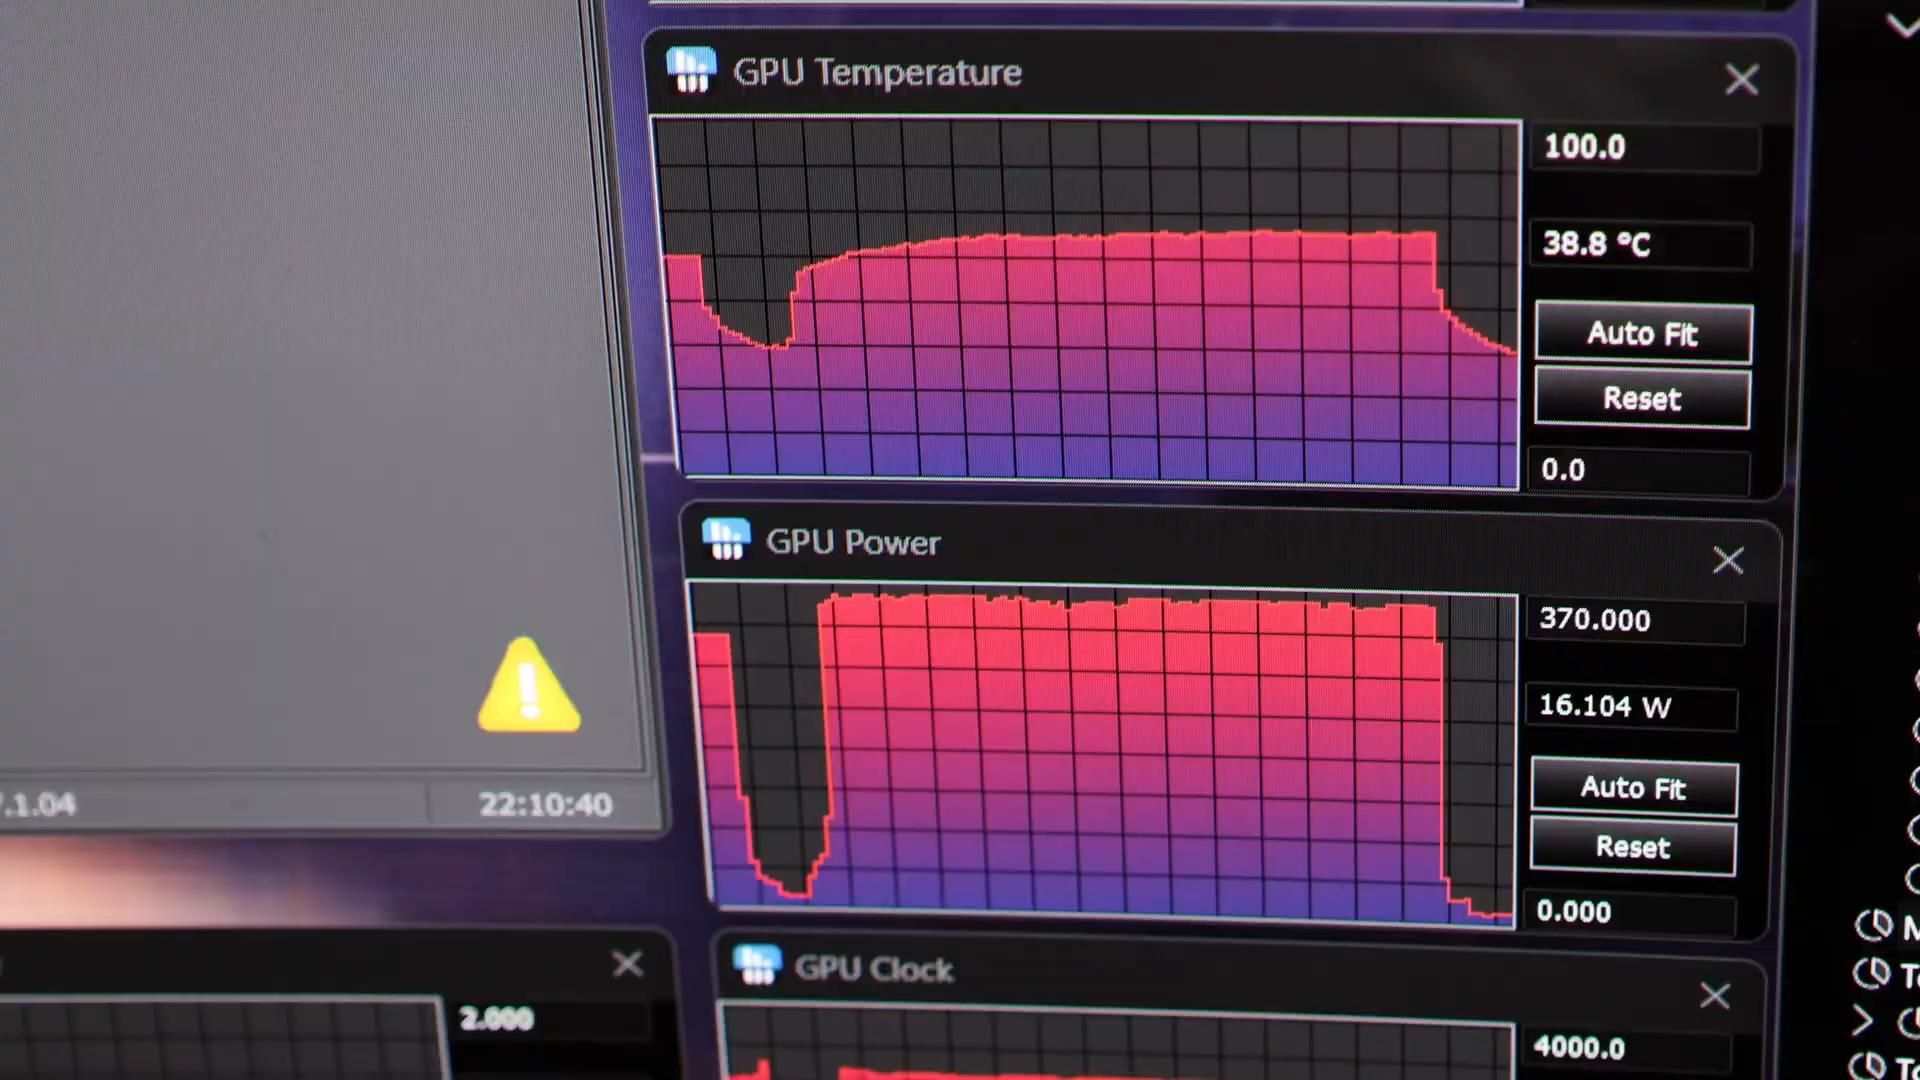 GPU Temperature
100.0
38.8 °C
Auto Fit
Reset
0.0
GPU Power
370.000
16.104 W
Auto Fit
Reset
0.000
.1.04
22:10:40
GPU Clock
2.000
4000.0